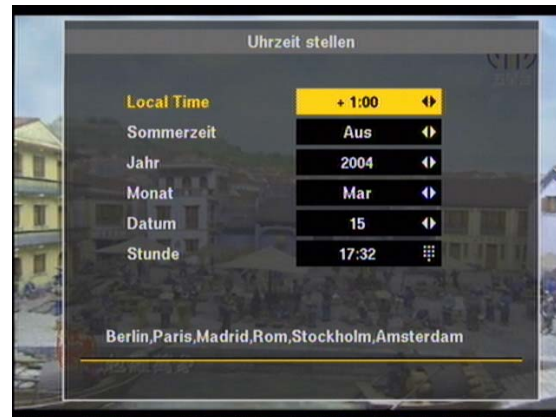 Uhrzeit stellen
Local Time + 1:00
Sommerzeit Aus
Jahr 2004
Monat Mar
Datum 15
Stunde 17:32
Berlin,Paris,Madrid,Rom,Stockholm,Amsterdam